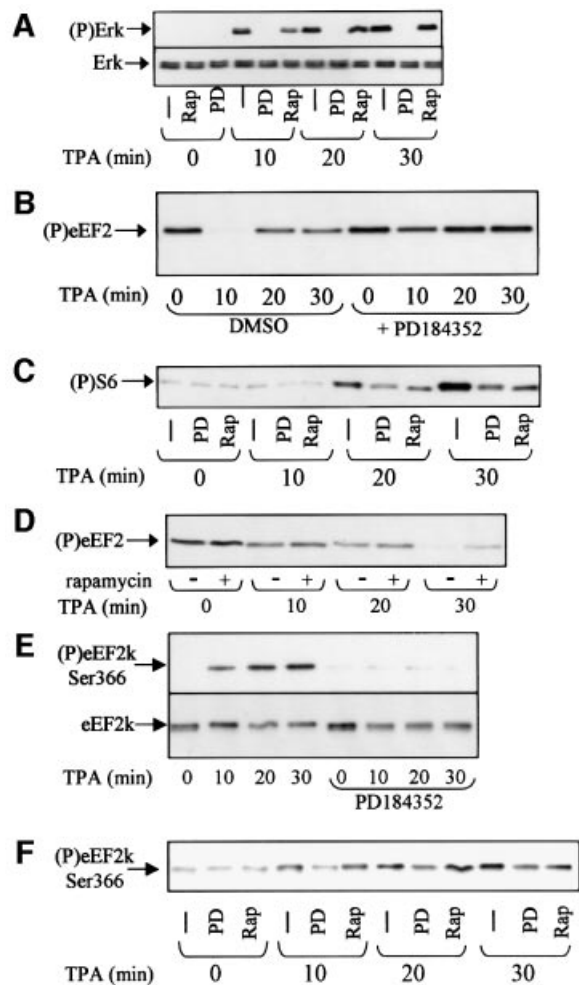 A
(P)Erk
Erk
— Rap PD — PD Rap — PD Rap — PD Rap
TPA (min) 0 10 20 30
B
(P)eEF2
TPA (min) 0 10 20 30 0 10 20 30
DMSO + PD184352
C
(P)S6
— PD Rap — PD Rap — PD Rap — PD Rap
TPA (min) 0 10 20 30
D
(P)eEF2
rapamycin - + - + - + - +
TPA (min) 0 10 20 30
E
(P)eEF2k
Ser366
eEF2k
TPA (min) 0 10 20 30 0 10 20 30
PD184352
F
(P)eEF2k
Ser366
— PD Rap — PD Rap — PD Rap — PD Rap
TPA (min) 0 10 20 30